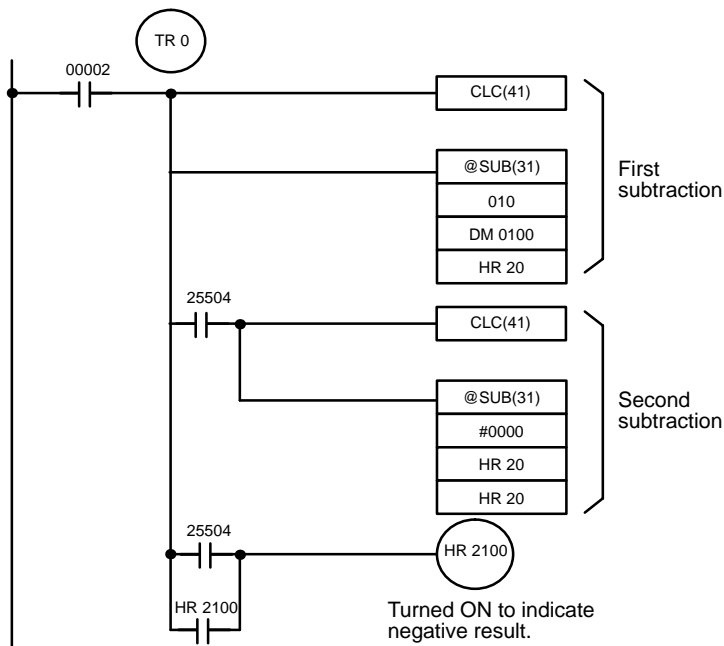 TR 0
00002
CLC(41)
@SUB(31)
010
DM 0100
HR 20
First
subtraction
25504
CLC(41)
@SUB(31)
#0000
HR 20
HR 20
Second
subtraction
25504
HR 2100
HR 2100
Turned ON to indicate
negative result.